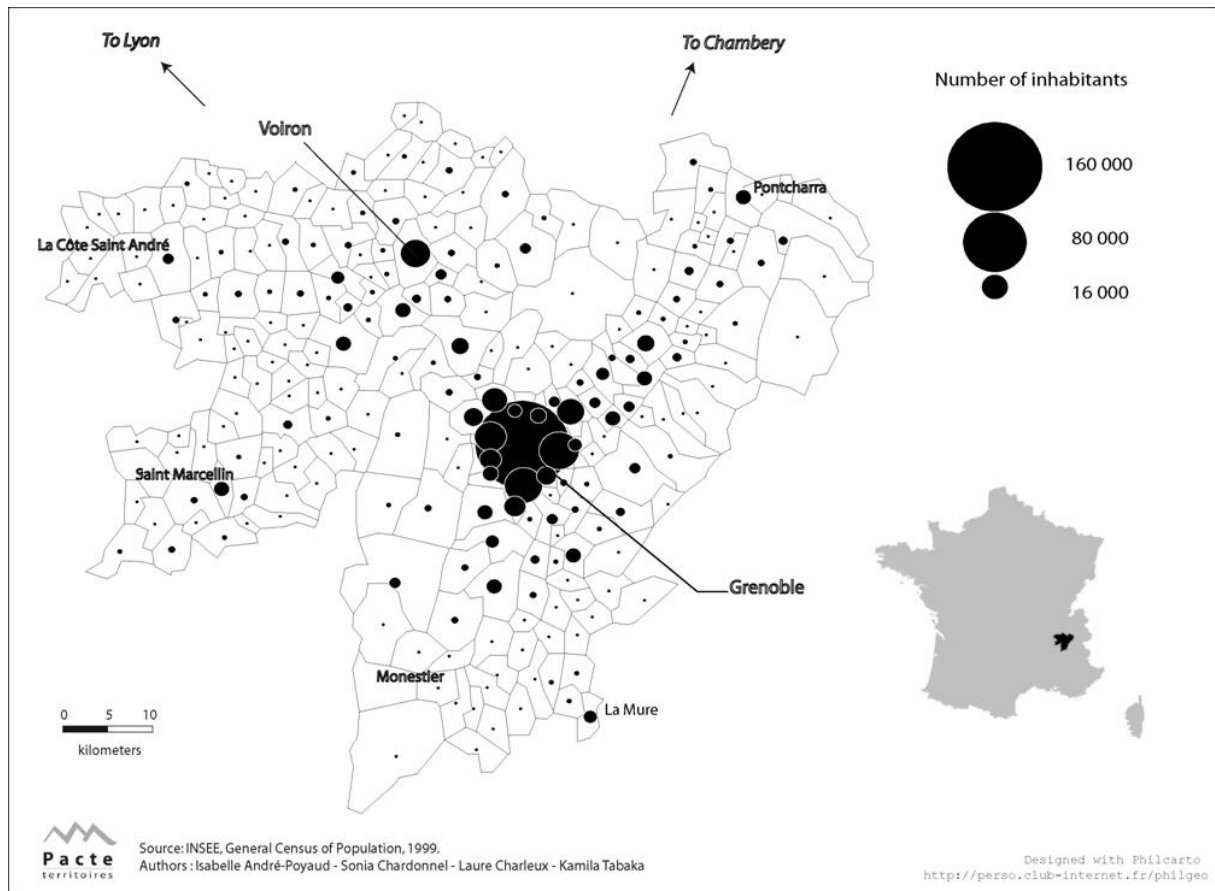 To Lyon
To Chambery
Number of inhabitants
Voiron
160 000
Pontcharra
La Côte Saint André
80 000
16 000
Saint Marcellin
Grenoble
Monestier
La Mure
0 5 10
kilometers
Pacte
territoires
Source: INSEE, General Census of Population, 1999.
Authors : Isabelle André-Poyaud - Sonia Chardonnel - Laure Charleux - Kamila Tabaka
Designed with Philcarto
http://perso.club-internet.fr/philgeo